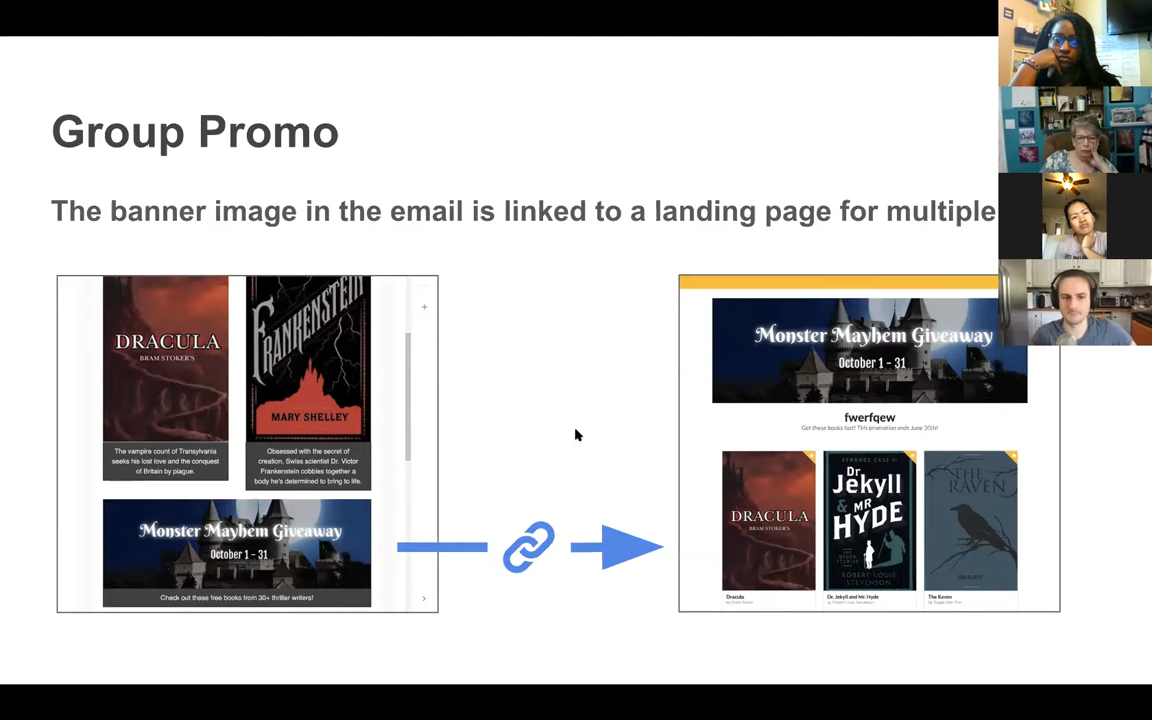 Group Promo
The banner image in the email is linked to a landing page for multiple
DRACULA
BRAM STOKER'S
The vampire count of Transylvania
seeks his lost love and the conquest
of Britain by plague.
FRANKENSTEIN
MARY SHELLEY
Obsessed with the secret of
creation, Swiss scientist Dr. Victor
Frankenstein cobbles together a
body he's determined to bring to life.
Monster Mayhem Giveaway
October 1 - 31
Check out these free books from 30+ thriller writers!
Monster Mayhem Giveaway
October 1 - 31
fwerfqew
Get these books fast! This promotion ends June 30th!
DRACULA
BRAM STOKER'S
Dracula
STRANGE CASE OF
Dr
JEKYLL
& MR
HYDE
AND OTHER
STORIES
ROBERT LOUIS
STEVENSON
Dr. Jekyll and Mr. Hyde
THE
RAVEN
The Raven